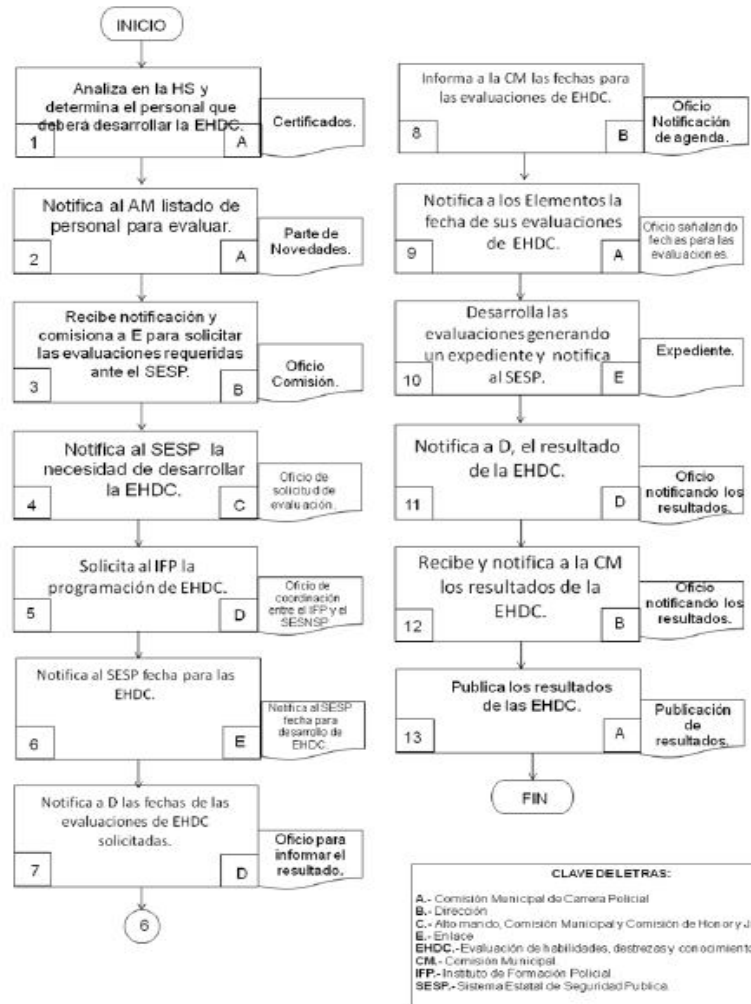 INICIO
Analiza en la HS y
determina el personal que
deberá desarrollar la EHDC.
1
A
Certificados.
Notifica al AM listado de
personal para evaluar.
2
A
Parte de
Novedades.
Recibe notificación y
comisiona a E para solicitar
las evaluaciones requeridas
ante el SESP.
3
B
Oficio
Comisión.
Notifica al SESP la
necesidad de desarrollar
la EHDC.
4
C
Oficio de
solicitud de
evaluación.
Solicita al IFP la
programación de EHDC.
5
D
Oficio de
coordinación
entre el IFP y el
SESNSP
Notifica al SESP fecha para las
EHDC.
6
E
Notifica al SESP
fecha para
desarrollo de
EHDC
Notifica a D las fechas de las
evaluaciones de EHDC
solicitadas.
7
D
Oficio para
informar el
resultado.
6
Informa a la CM las fechas para
las evaluaciones de EHDC.
8
B
Oficio
Notificación
de agenda.
Notifica a los Elementos la
fecha de sus evaluaciones
de EHDC.
9
A
Oficio señalando
fechas para las
evaluaciones.
Desarrolla las
evaluaciones generando
un expediente y notifica
al SESP.
10
E
Expediente.
Notifica a D, el resultado
de la EHDC.
11
D
Oficio
notificando los
resultados.
Recibe y notifica a la CM
los resultados de la
EHDC.
12
B
Oficio
notificando los
resultados.
Publica los resultados
de las EHDC.
13
A
Publicación
de
resultados.
FIN
CLAVE DE LETRAS:
A.- Comisión Municipal de Carrera Policial
B.- Dirección
C.- Alto mando, Comisión Municipal y Comisión de Honor y J
E.- Enlace
EHDC.- Evaluación de habilidades, destrezas y conocimient
CM.- Comisión Municipal
IFP.- Instituto de Formación Policial
SESP.- Sistema Estatal de Seguridad Publica